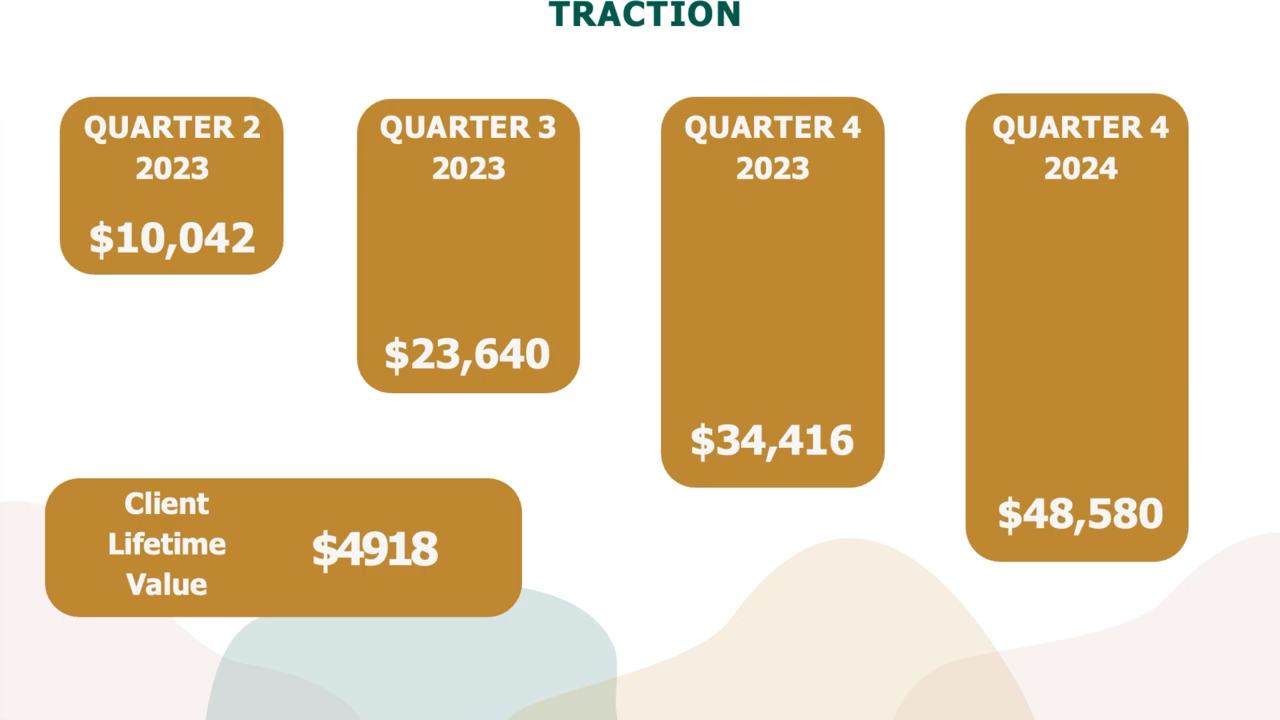 TRACTION
QUARTER 2
2023
$10,042
QUARTER 3
2023
$23,640
QUARTER 4
2023
$34,416
QUARTER 4
2024
$48,580
Client
Lifetime
Value
$4918